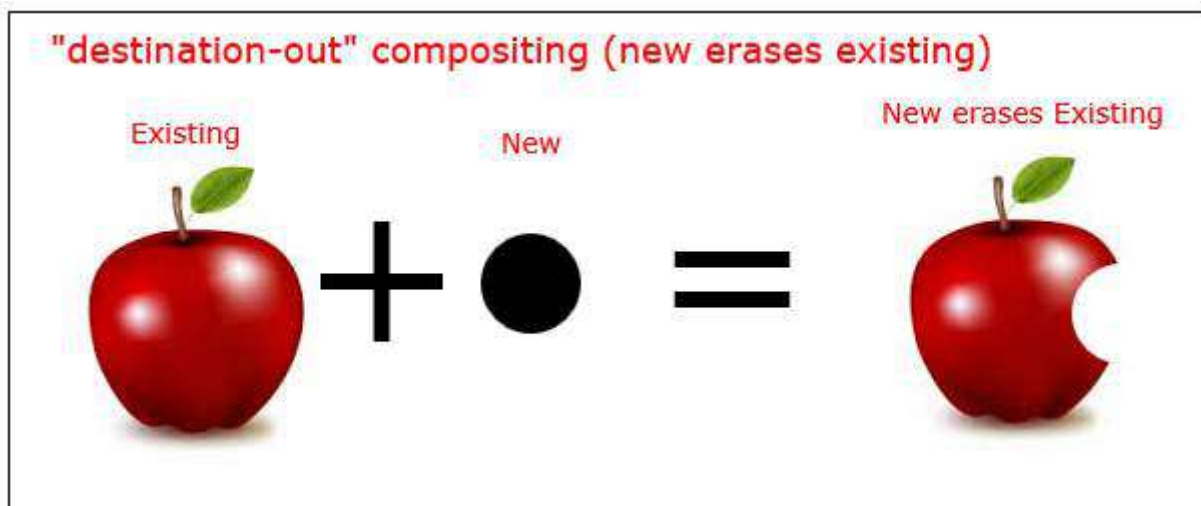 "destination-out" compositing (new erases existing)
Existing
New
New erases Existing